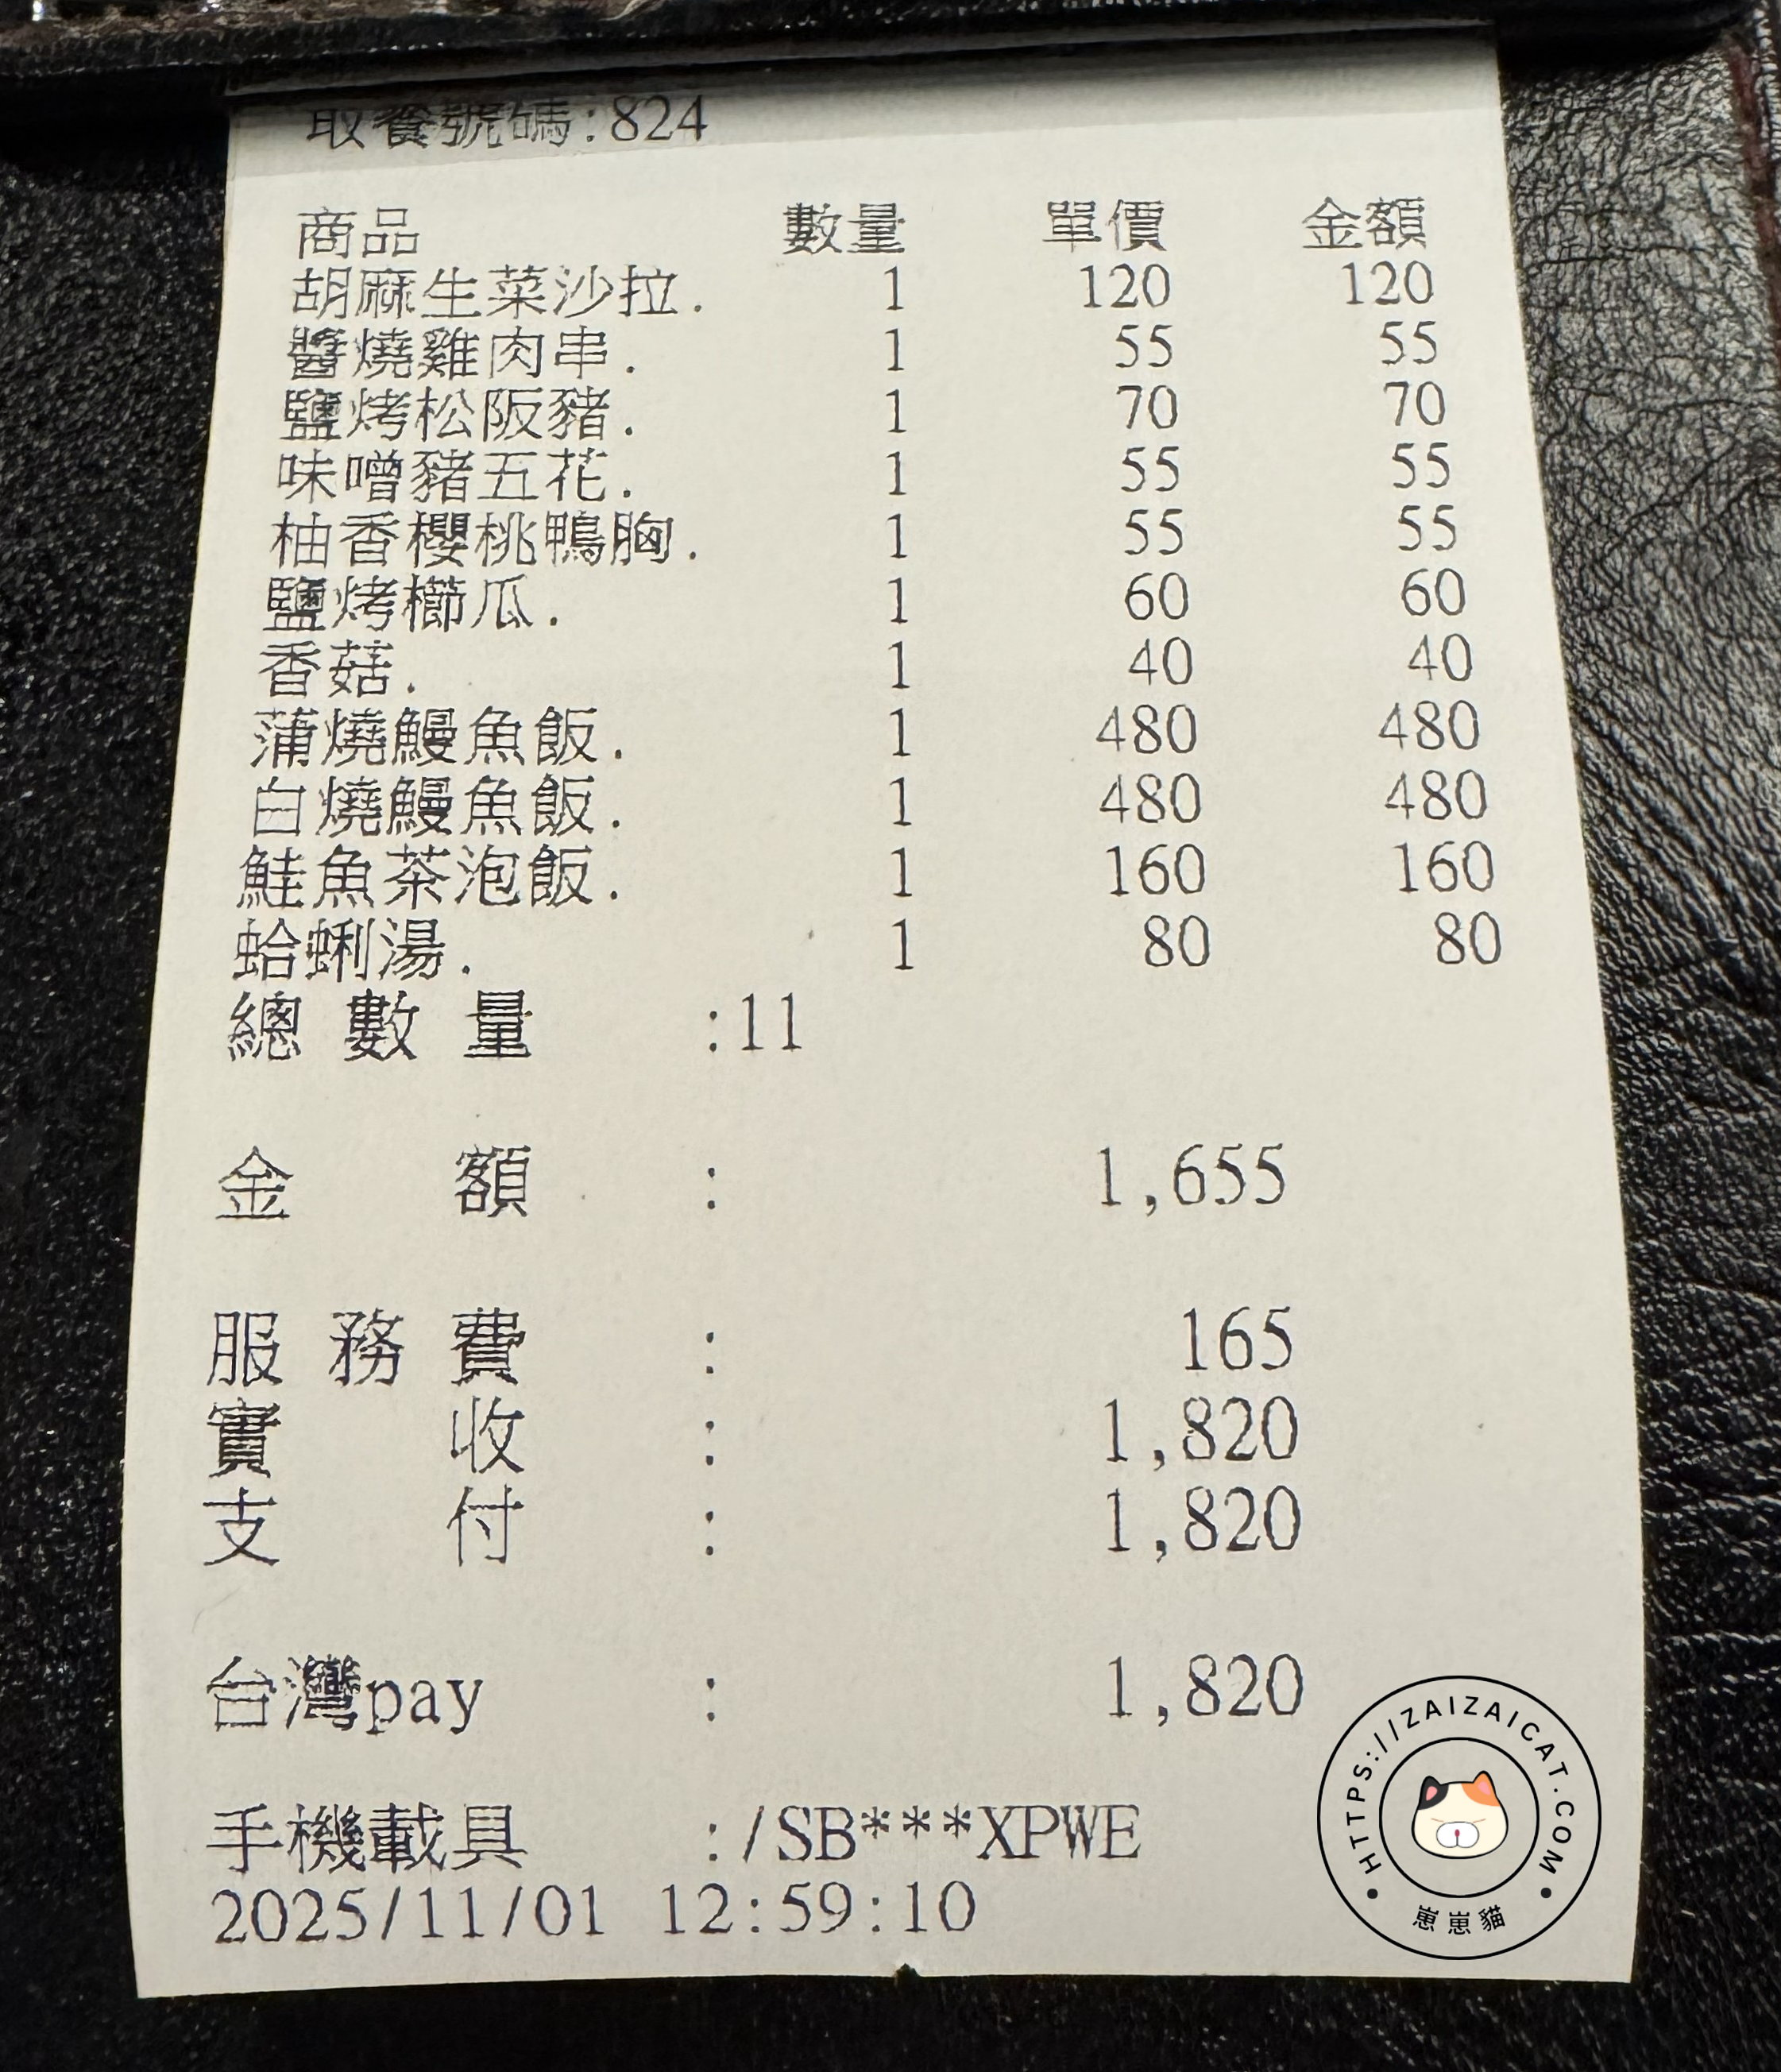 取餐號碼:824
商品 數量 單價 金額
胡麻生菜沙拉. 1 120 120
醬燒雞肉串. 1 55 55
鹽烤松阪豬. 1 70 70
味噌豬五花. 1 55 55
柚香櫻桃鴨胸. 1 55 55
鹽烤櫛瓜. 1 60 60
香菇. 1 40 40
蒲燒鰻魚飯. 1 480 480
白燒鰻魚飯. 1 480 480
鮭魚茶泡飯. 1 160 160
蛤蜊湯. 1 80 80
總數量 :11
金額 : 1,655
服務費 : 165
實收 : 1,820
支付 : 1,820
台灣pay : 1,820
手機載具 :/SB***XPWE
2025/11/01 12:59:10
HTTPS://ZAIZAICAT.COM
崽崽貓